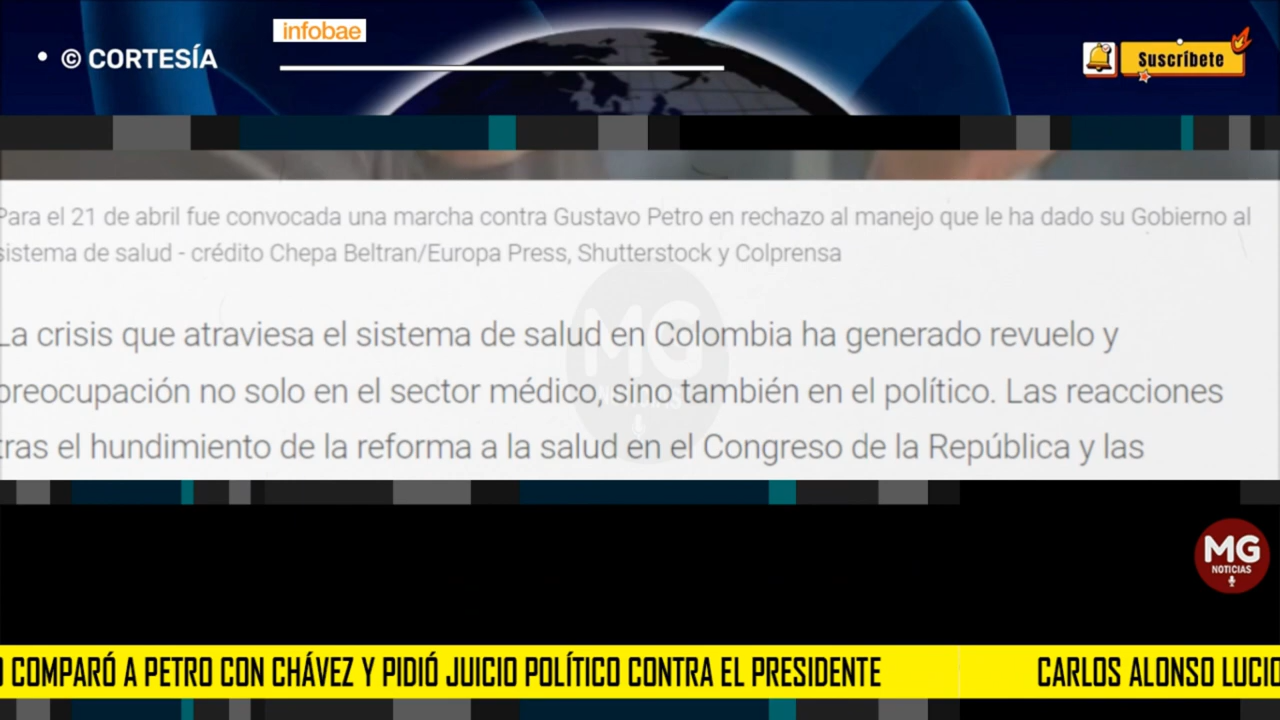 infobae
• © CORTESÍA
Suscríbete
Para el 21 de abril fue convocada una marcha contra Gustavo Petro en rechazo al manejo que le ha dado su Gobierno al
sistema de salud - crédito Chepa Beltran/Europa Press, Shutterstock y Colprensa
La crisis que atraviesa el sistema de salud en Colombia ha generado revuelo y
preocupación no solo en el sector médico, sino también en el político. Las reacciones
tras el hundimiento de la reforma a la salud en el Congreso de la República y las
MG
NOTICIAS
MG
NOTICIAS
O COMPARÓ A PETRO CON CHÁVEZ Y PIDIÓ JUICIO POLÍTICO CONTRA EL PRESIDENTE CARLOS ALONSO LUCIO